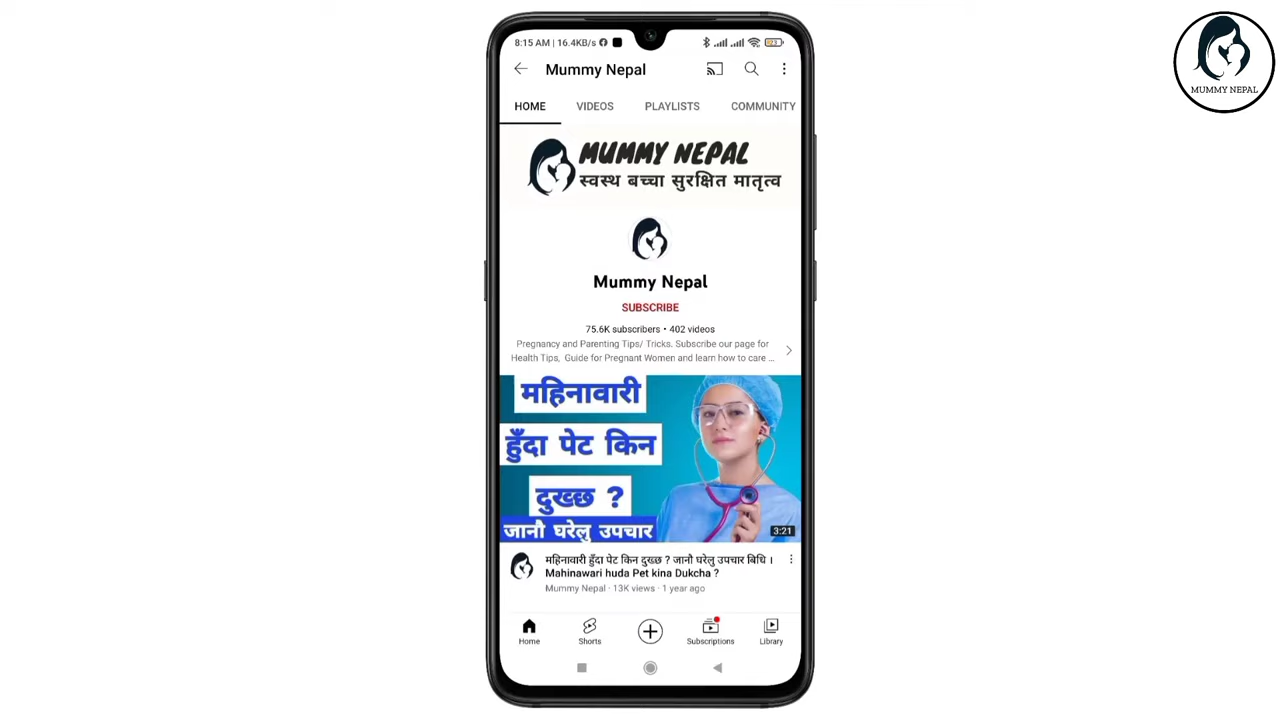 8:15 AM | 16.4KB/s
Mummy Nepal
HOME VIDEOS PLAYLISTS COMMUNITY
MUMMY NEPAL
स्वस्थ बच्चा सुरक्षित मातृत्व
Mummy Nepal
SUBSCRIBE
75.6K subscribers • 402 videos
Pregnancy and Parenting Tips/ Tricks. Subscribe our page for
Health Tips, Guide for Pregnant Women and learn how to care ...
महिनावारी
हुँदा पेट किन
दुख्छ ?
जानौ घरेलु उपचार
3:21
महिनावारी हुँदा पेट किन दुख्छ ? जानौ घरेलु उपचार बिधि ।
Mahinawari huda Pet kina Dukcha ?
Mummy Nepal · 13K views · 1 year ago
Home Shorts Subscriptions Library
MUMMY NEPAL